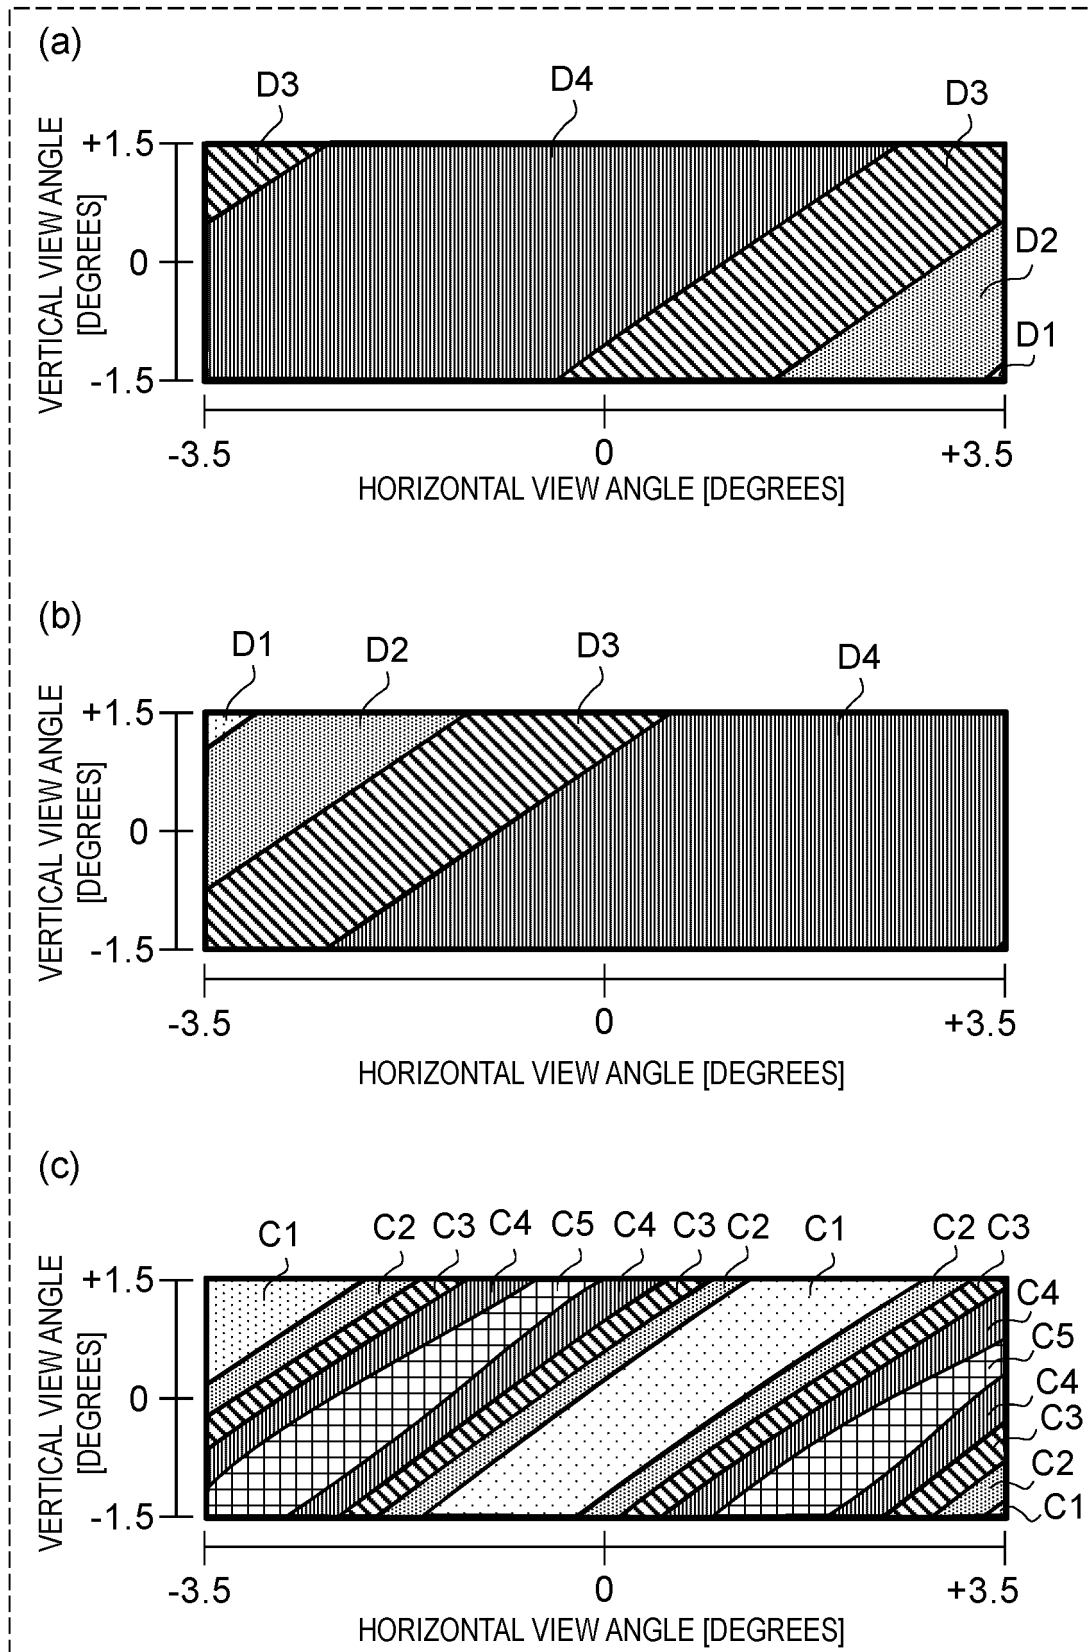 (a)
D3 D4 D3
+1.5
0
-1.5
VERTICAL VIEW ANGLE
[DEGREES]
D2
D1
-3.5 0 +3.5
HORIZONTAL VIEW ANGLE [DEGREES]
(b)
D1 D2 D3 D4
+1.5
0
-1.5
VERTICAL VIEW ANGLE
[DEGREES]
-3.5 0 +3.5
HORIZONTAL VIEW ANGLE [DEGREES]
(c)
C1 C2 C3 C4 C5 C4 C3 C2 C1 C2 C3
+1.5
0
-1.5
VERTICAL VIEW ANGLE
[DEGREES]
C4
C5
C4
C3
C2
C1
-3.5 0 +3.5
HORIZONTAL VIEW ANGLE [DEGREES]